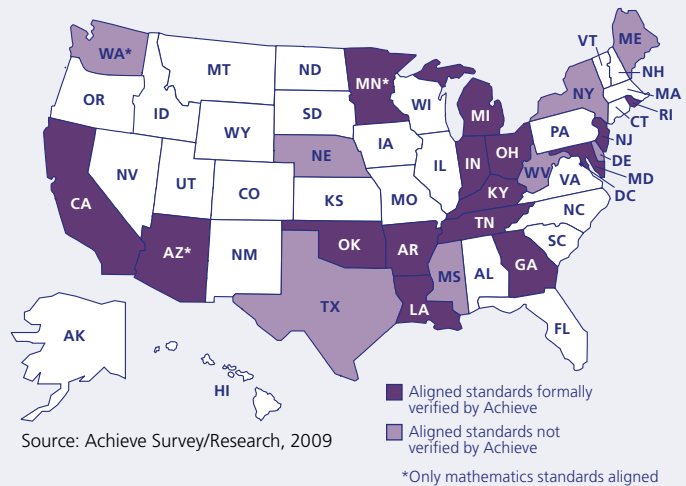 WA*
MT
ND
MN*
VT
ME
NH
MA
RI
CT
OR
ID
SD
WI
MI
NY
WY
NE
IA
PA
NJ
DE
MD
DC
NV
UT
CO
KS
MO
IL
IN
OH
WV
VA
KY
NC
CA
AZ*
NM
OK
AR
TN
SC
TX
MS
AL
GA
LA
FL
AK
HI
Aligned standards formally
verified by Achieve
Aligned standards not
verified by Achieve
Source: Achieve Survey/Research, 2009
*Only mathematics standards aligned